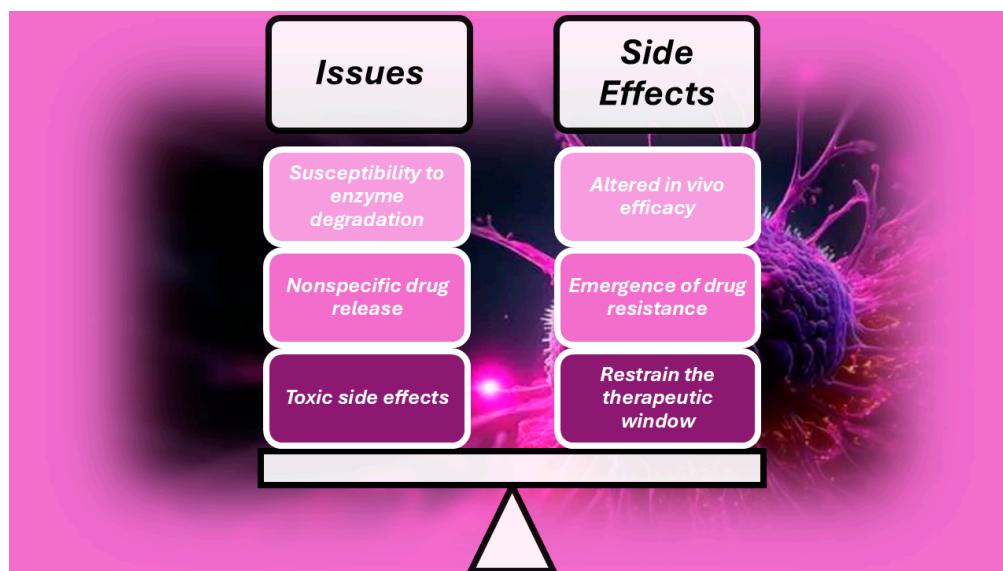 Issues
Side
Effects
Susceptibility to
enzyme
degradation
Altered in vivo
efficacy
Nonspecific drug
release
Emergence of drug
resistance
Toxic side effects
Restrain the
therapeutic
window